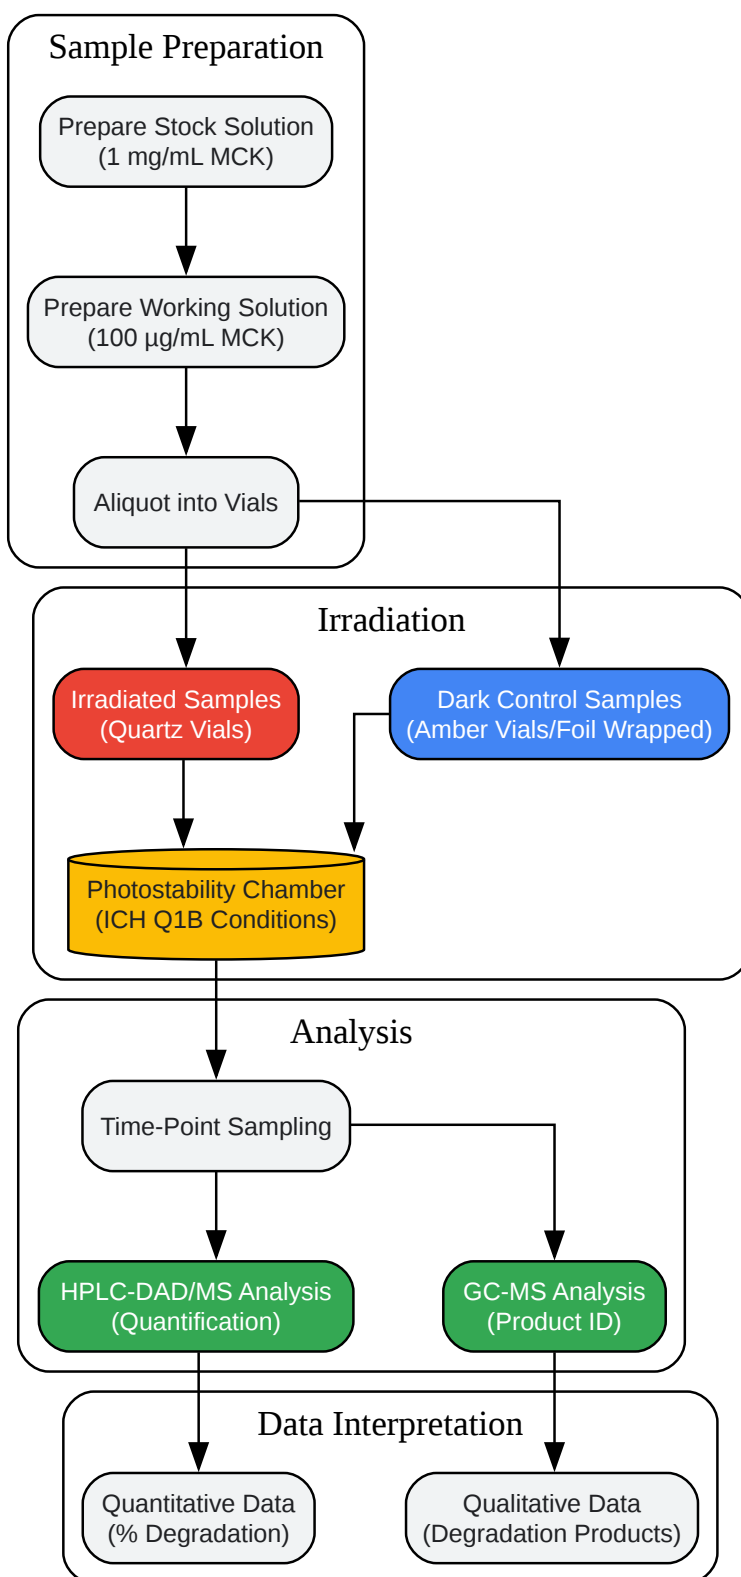 Sample Preparation
Prepare Stock Solution
(1 mg/mL MCK)
Prepare Working Solution
(100 µg/mL MCK)
Aliquot into Vials
Irradiation
Irradiated Samples
(Quartz Vials)
Dark Control Samples
(Amber Vials/Foil Wrapped)
Photostability Chamber
(ICH Q1B Conditions)
Analysis
Time-Point Sampling
HPLC-DAD/MS Analysis
(Quantification)
GC-MS Analysis
(Product ID)
Data Interpretation
Quantitative Data
(% Degradation)
Qualitative Data
(Degradation Products)